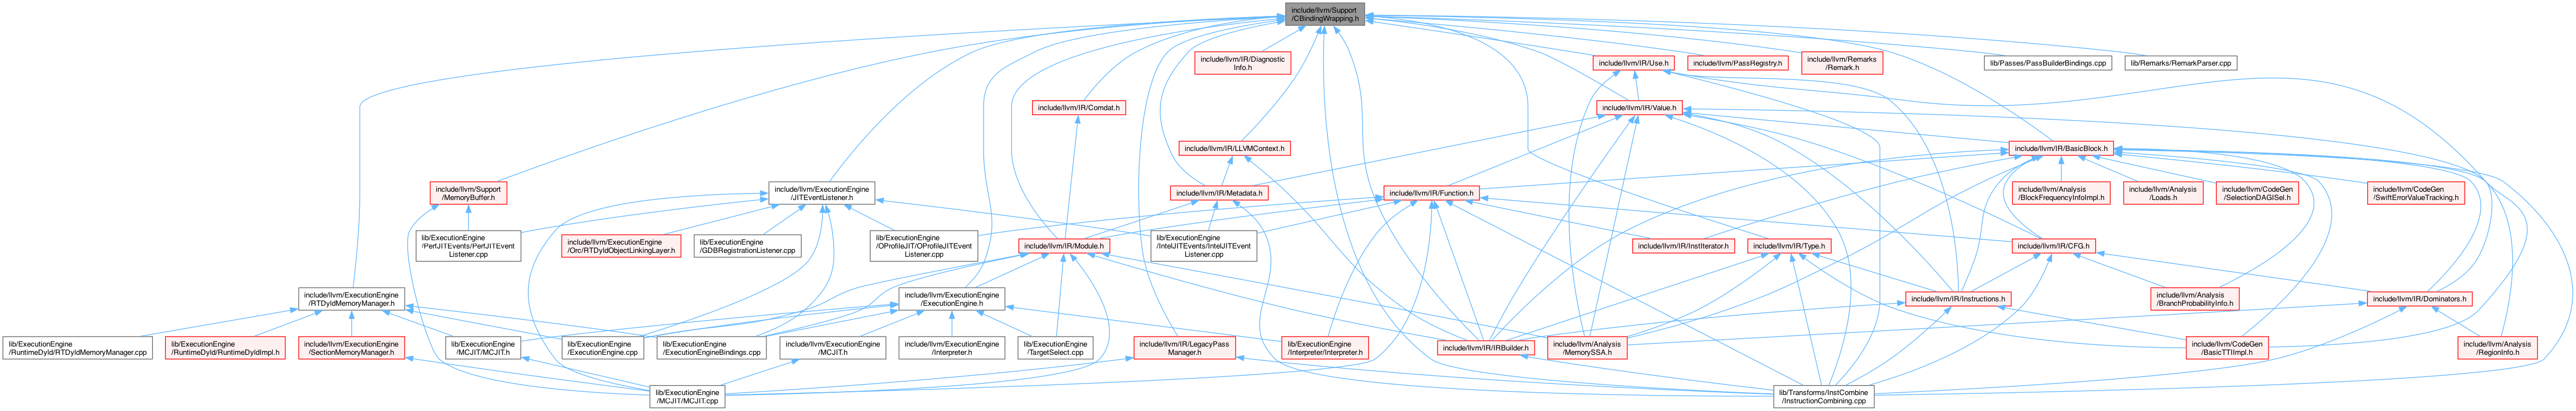 include/llvm/Support
/CBindingWrapping.h
include/llvm/IR/Diagnostic
Info.h
include/llvm/IR/Use.h
include/llvm/PassRegistry.h
include/llvm/Remarks
/Remark.h
lib/Passes/PassBuilderBindings.cpp
lib/Remarks/RemarkParser.cpp
include/llvm/IR/Comdat.h
include/llvm/IR/Value.h
include/llvm/IR/LLVMContext.h
include/llvm/IR/BasicBlock.h
include/llvm/Support
/MemoryBuffer.h
include/llvm/ExecutionEngine
/JITEventListener.h
include/llvm/IR/Metadata.h
include/llvm/IR/Function.h
include/llvm/Analysis
/BlockFrequencyInfoImpl.h
include/llvm/Analysis
/Loads.h
include/llvm/CodeGen
/SelectionDAGISel.h
include/llvm/CodeGen
/SwiftErrorValueTracking.h
lib/ExecutionEngine
/PerfJITEvents/PerfJITEvent
Listener.cpp
include/llvm/ExecutionEngine
/Orc/RTDyldObjectLinkingLayer.h
lib/ExecutionEngine
/GDBRegistrationListener.cpp
lib/ExecutionEngine
/OProfileJIT/OProfileJITEvent
Listener.cpp
include/llvm/IR/Module.h
lib/ExecutionEngine
/IntelJITEvents/IntelJITEvent
Listener.cpp
include/llvm/IR/InstIterator.h
include/llvm/IR/Type.h
include/llvm/IR/CFG.h
include/llvm/ExecutionEngine
/RTDyldMemoryManager.h
include/llvm/ExecutionEngine
/ExecutionEngine.h
include/llvm/IR/Instructions.h
include/llvm/Analysis
/BranchProbabilityInfo.h
include/llvm/IR/Dominators.h
lib/ExecutionEngine
/RuntimeDyld/RTDyldMemoryManager.cpp
lib/ExecutionEngine
/RuntimeDyld/RuntimeDyldImpl.h
include/llvm/ExecutionEngine
/SectionMemoryManager.h
lib/ExecutionEngine
/MCJIT/MCJIT.h
lib/ExecutionEngine
/ExecutionEngine.cpp
lib/ExecutionEngine
/ExecutionEngineBindings.cpp
include/llvm/ExecutionEngine
/MCJIT.h
include/llvm/ExecutionEngine
/Interpreter.h
lib/ExecutionEngine
/TargetSelect.cpp
include/llvm/IR/LegacyPass
Manager.h
lib/ExecutionEngine
/Interpreter/Interpreter.h
include/llvm/IR/IRBuilder.h
include/llvm/Analysis
/MemorySSA.h
include/llvm/CodeGen
/BasicTTIImpl.h
include/llvm/Analysis
/RegionInfo.h
lib/ExecutionEngine
/MCJIT/MCJIT.cpp
lib/Transforms/InstCombine
/InstructionCombining.cpp